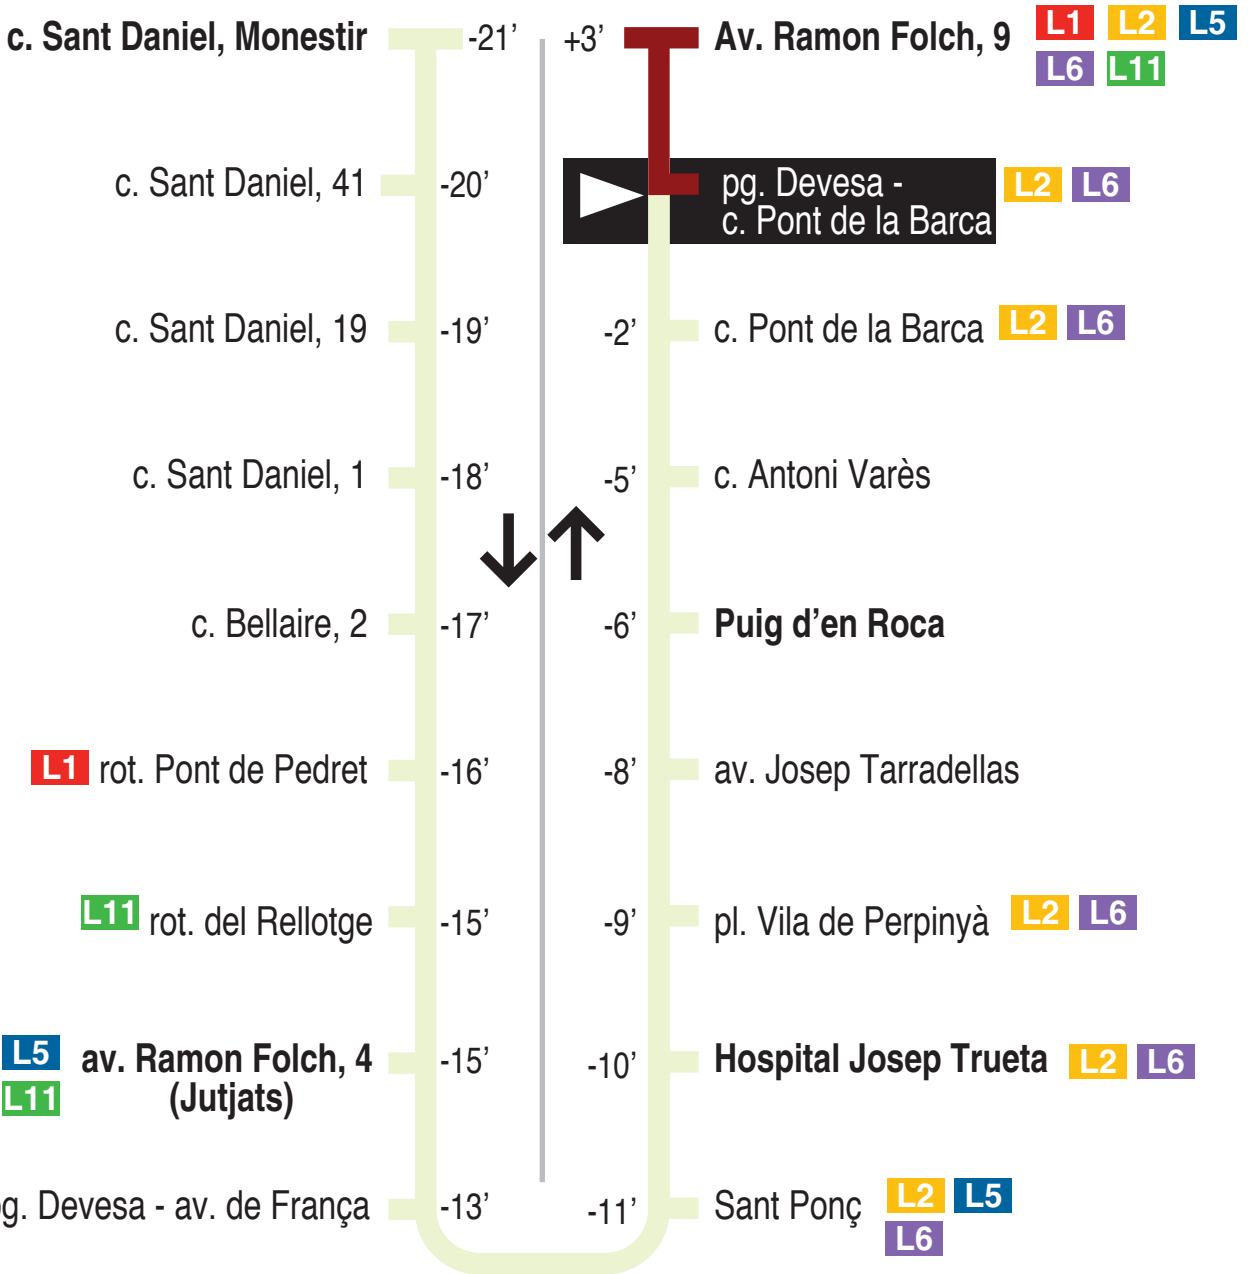 c. Sant Daniel, Monestir -21’
c. Sant Daniel, 41 -20’
c. Sant Daniel, 19 -19’
c. Sant Daniel, 1 -18’
c. Bellaire, 2 -17’
L1 rot. Pont de Pedret -16’
L11 rot. del Rellotge -15’
L5 av. Ramon Folch, 4 -15’
L11 (Jutjats)
g. Devesa - av. de França -13’
+3’ Av. Ramon Folch, 9 L1 L2 L5
L6 L11
pg. Devesa - L2 L6
c. Pont de la Barca
-2’ c. Pont de la Barca L2 L6
-5’ c. Antoni Varès
-6’ Puig d’en Roca
-8’ av. Josep Tarradellas
-9’ pl. Vila de Perpinyà L2 L6
-10’ Hospital Josep Trueta L2 L6
-11’ Sant Ponç L2 L5
L6